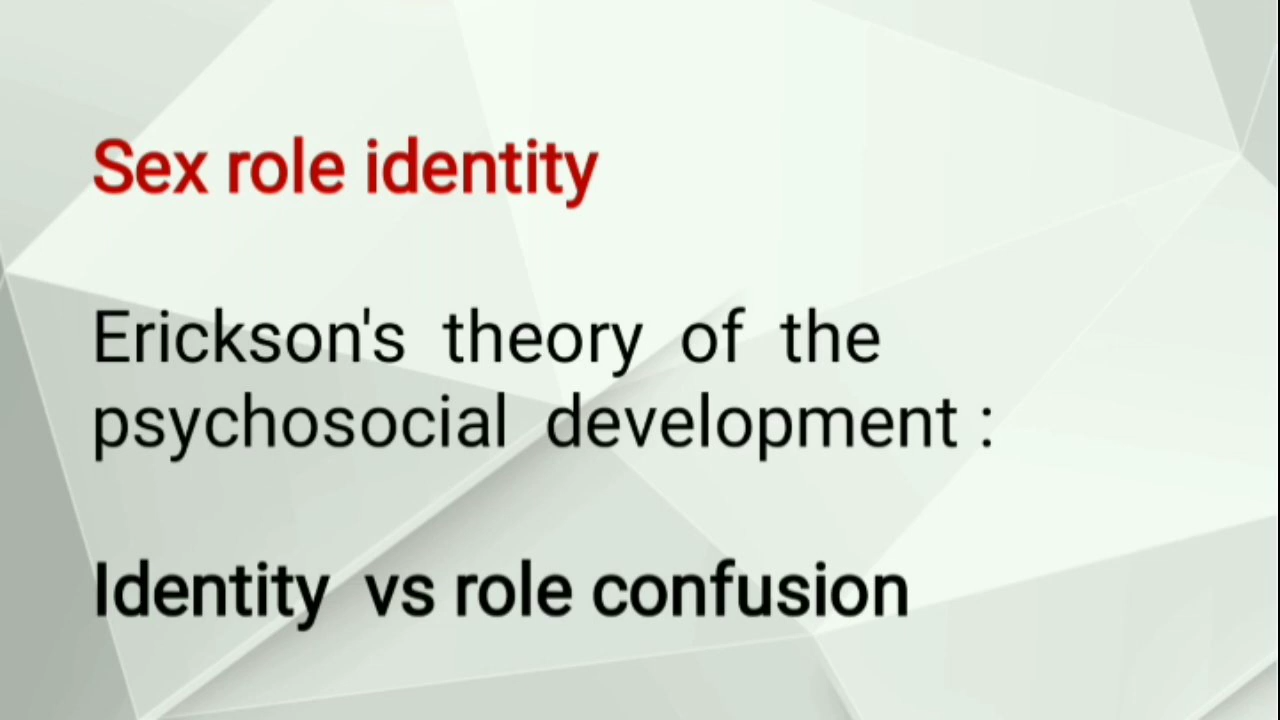 Sex role identity
Erickson's theory of the
psychosocial development :
Identity vs role confusion